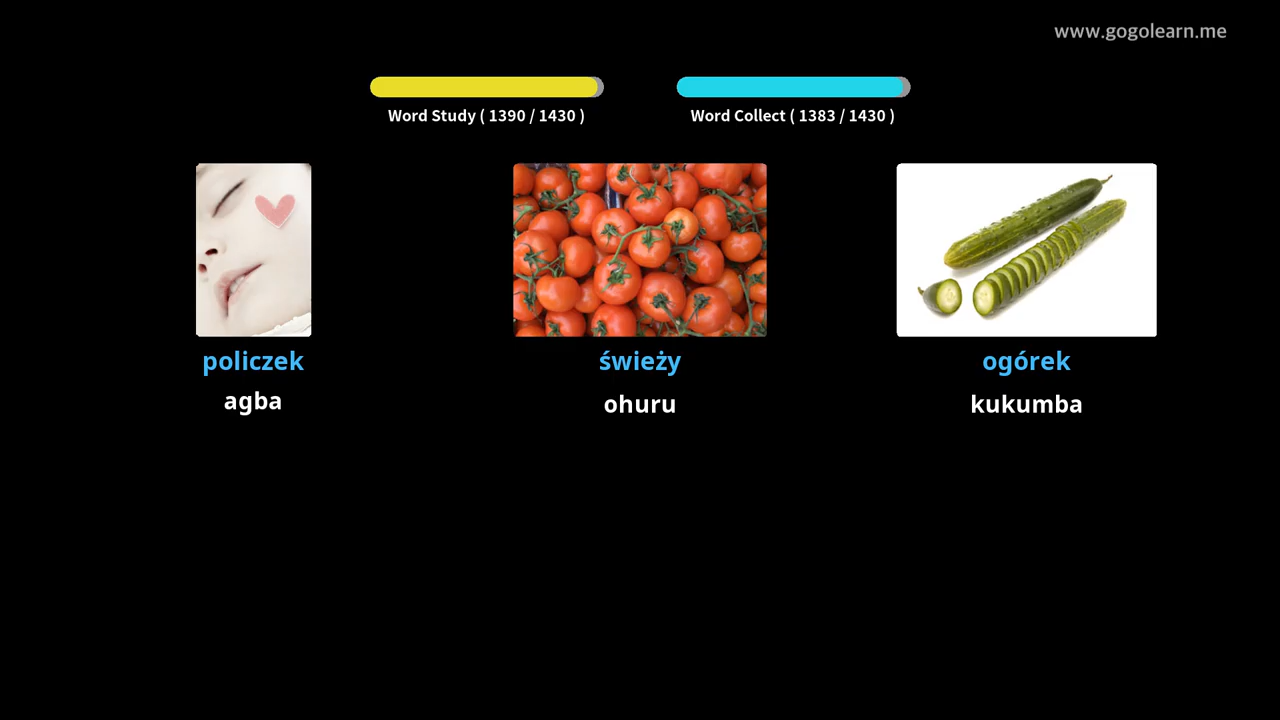 www.gogolearn.me
Word Study ( 1390 / 1430 )
Word Collect ( 1383 / 1430 )
policzek
świeży
ogórek
agba
ohuru
kukumba